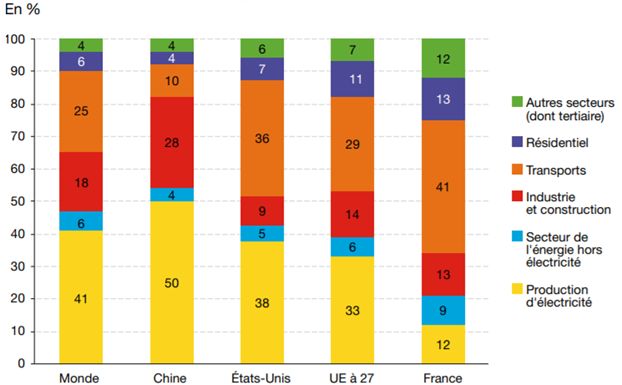 En %
100
90
80
70
60
50
40
30
20
10
0
4
6
25
18
6
41
4
4
10
28
4
50
6
7
36
9
5
38
7
11
29
14
6
33
12
13
41
13
9
12
Monde
Chine
États-Unis
UE à 27
France
Autres secteurs
(dont tertiaire)
Résidentiel
Transports
Industrie
et construction
Secteur de
l'énergie hors
électricité
Production
d'électricité